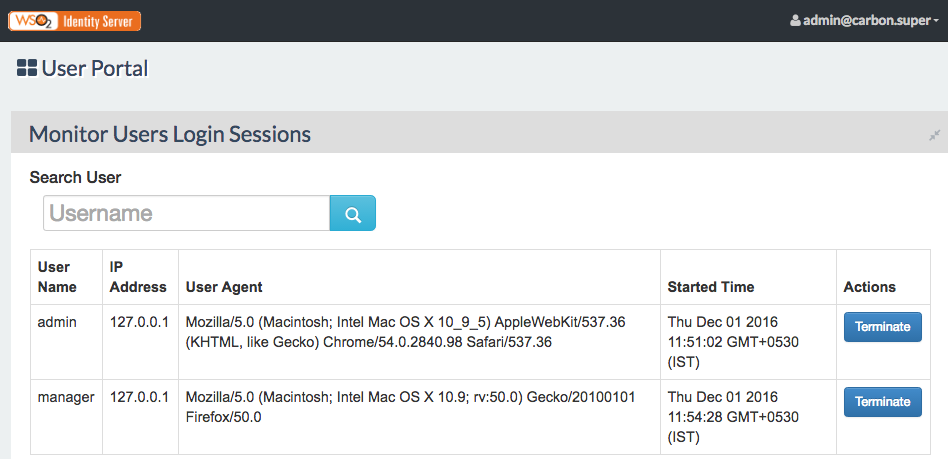 WSO2 Identity Server
admin@carbon.super
User Portal
Monitor Users Login Sessions
Search User
Username
User Name
IP Address
User Agent
Started Time
Actions
admin
127.0.0.1
Mozilla/5.0 (Macintosh; Intel Mac OS X 10_9_5) AppleWebKit/537.36
(KHTML, like Gecko) Chrome/54.0.2840.98 Safari/537.36
Thu Dec 01 2016
11:51:02 GMT+0530
(IST)
Terminate
manager
127.0.0.1
Mozilla/5.0 (Macintosh; Intel Mac OS X 10.9; rv:50.0) Gecko/20100101
Firefox/50.0
Thu Dec 01 2016
11:54:28 GMT+0530
(IST)
Terminate